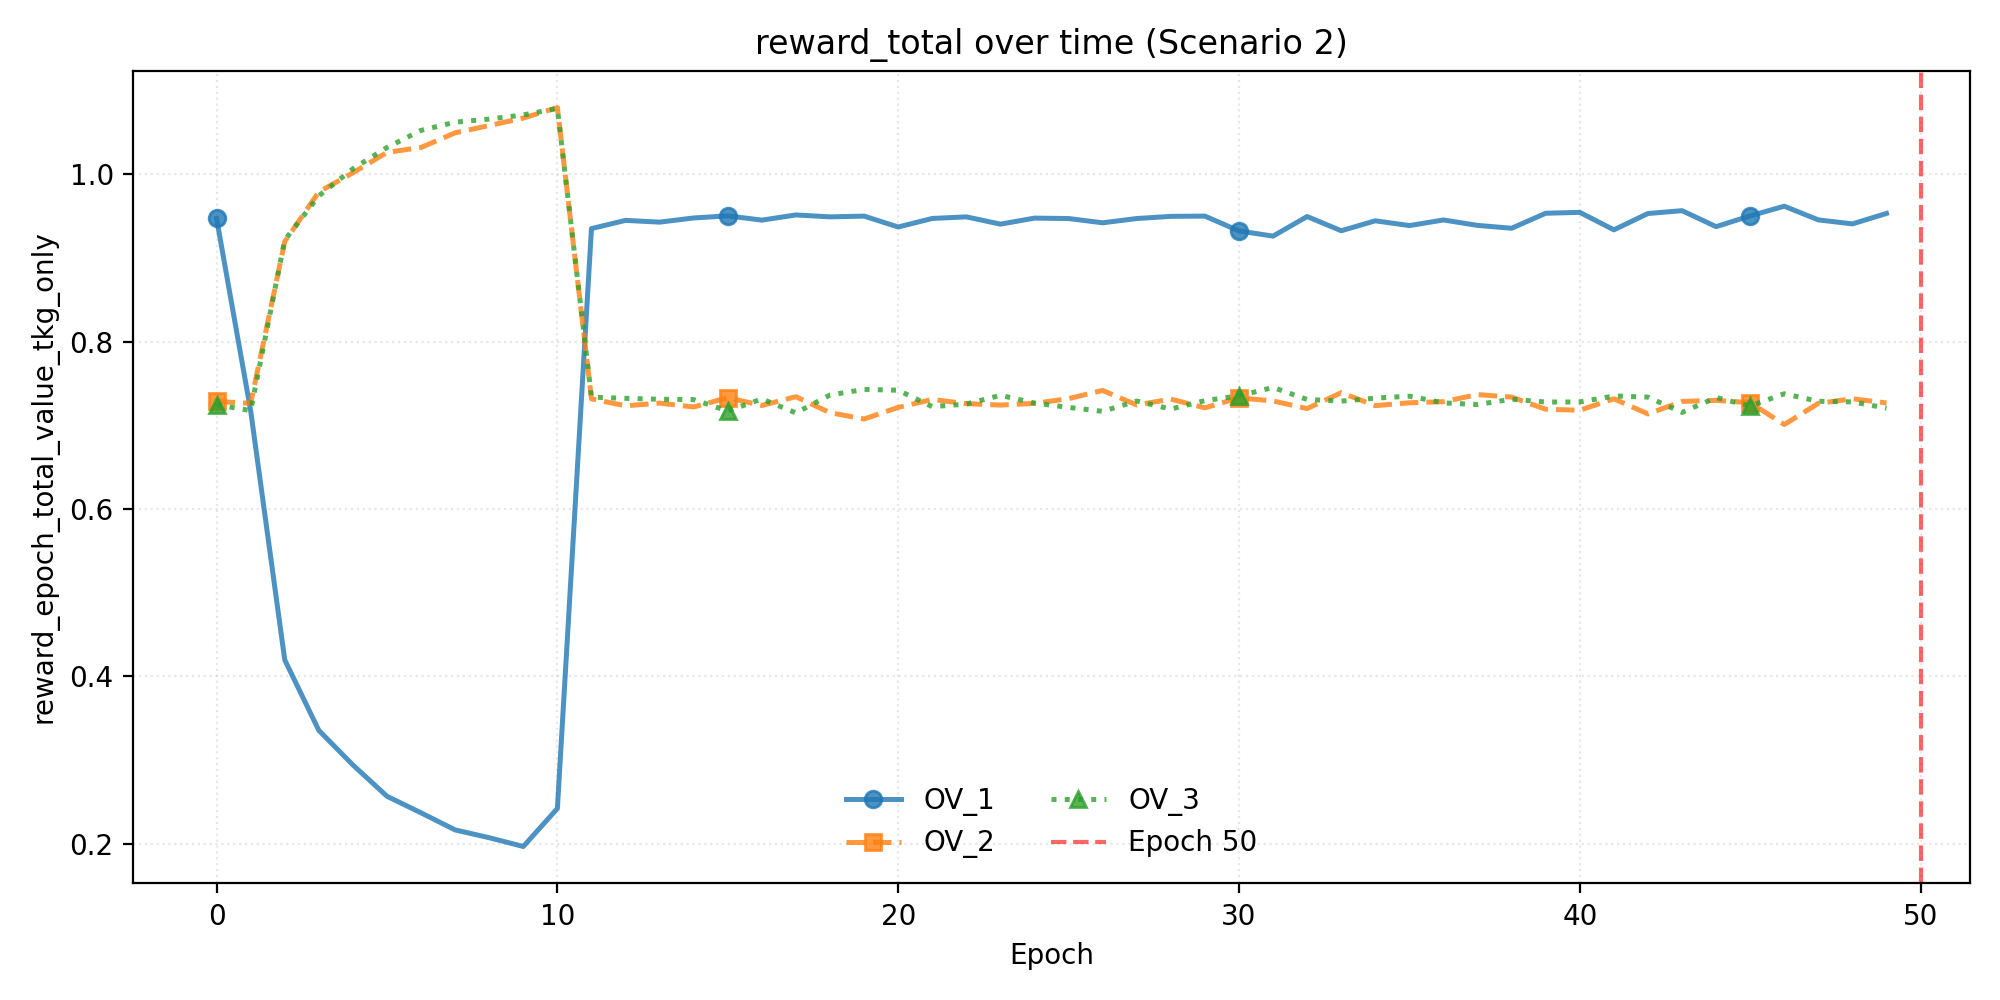 reward_total over time (Scenario 2)
reward_epoch_total_value_tkg_only
1.0
0.8
0.6
0.4
0.2
OV_1
OV_2
OV_3
Epoch 50
0 10 20 30 40 50
Epoch